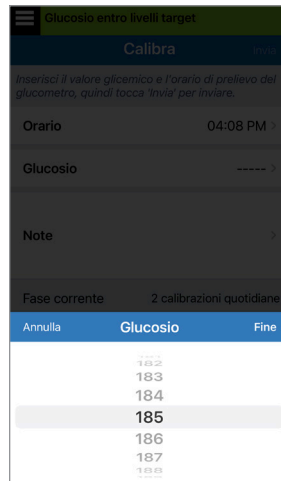 Glucosio entro livelli target
Calibra
Invia
Inserisci il valore glicemico e l'orario di prelievo del
glucometro, quindi tocca 'Invia' per inviare.
Orario 04:08 PM >
Glucosio ----- >
Note >
Fase corrente 2 calibrazioni quotidiane
Annulla Glucosio Fine
182
183
184
185
186
187
188